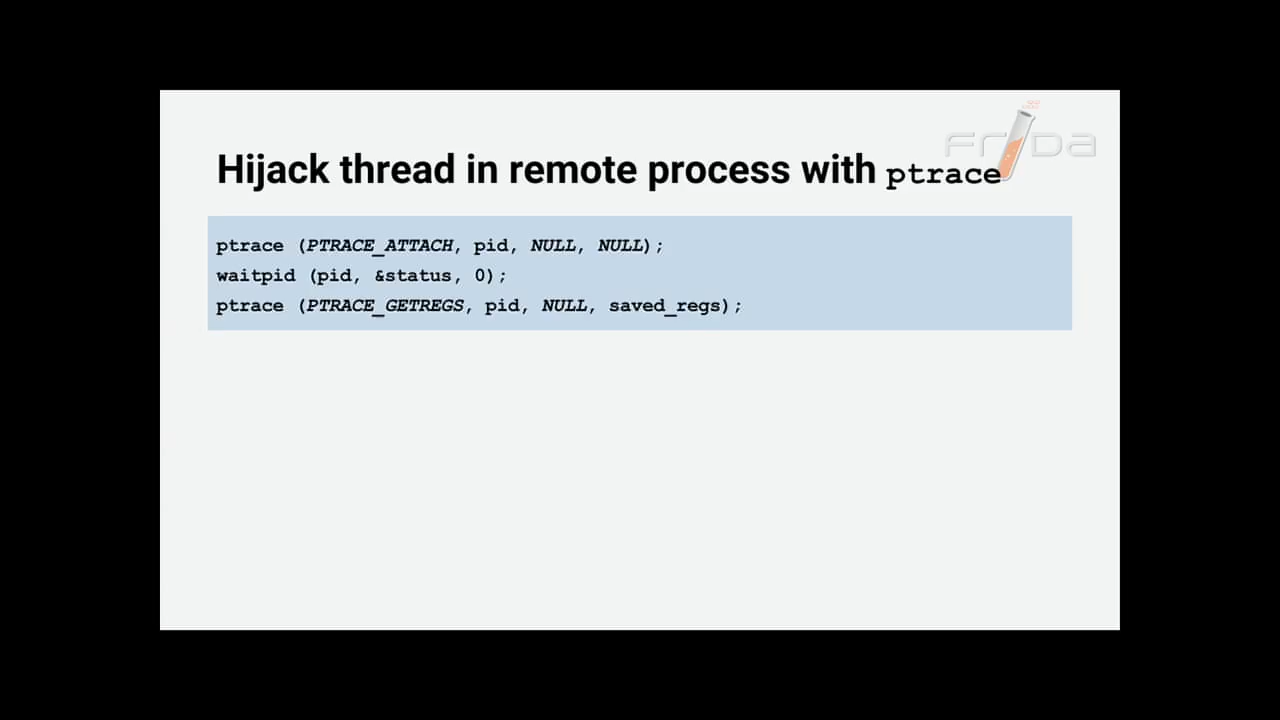 FRIDA
Hijack thread in remote process with ptrace
ptrace (PTRACE_ATTACH, pid, NULL, NULL);
waitpid (pid, &status, 0);
ptrace (PTRACE_GETREGS, pid, NULL, saved_regs);